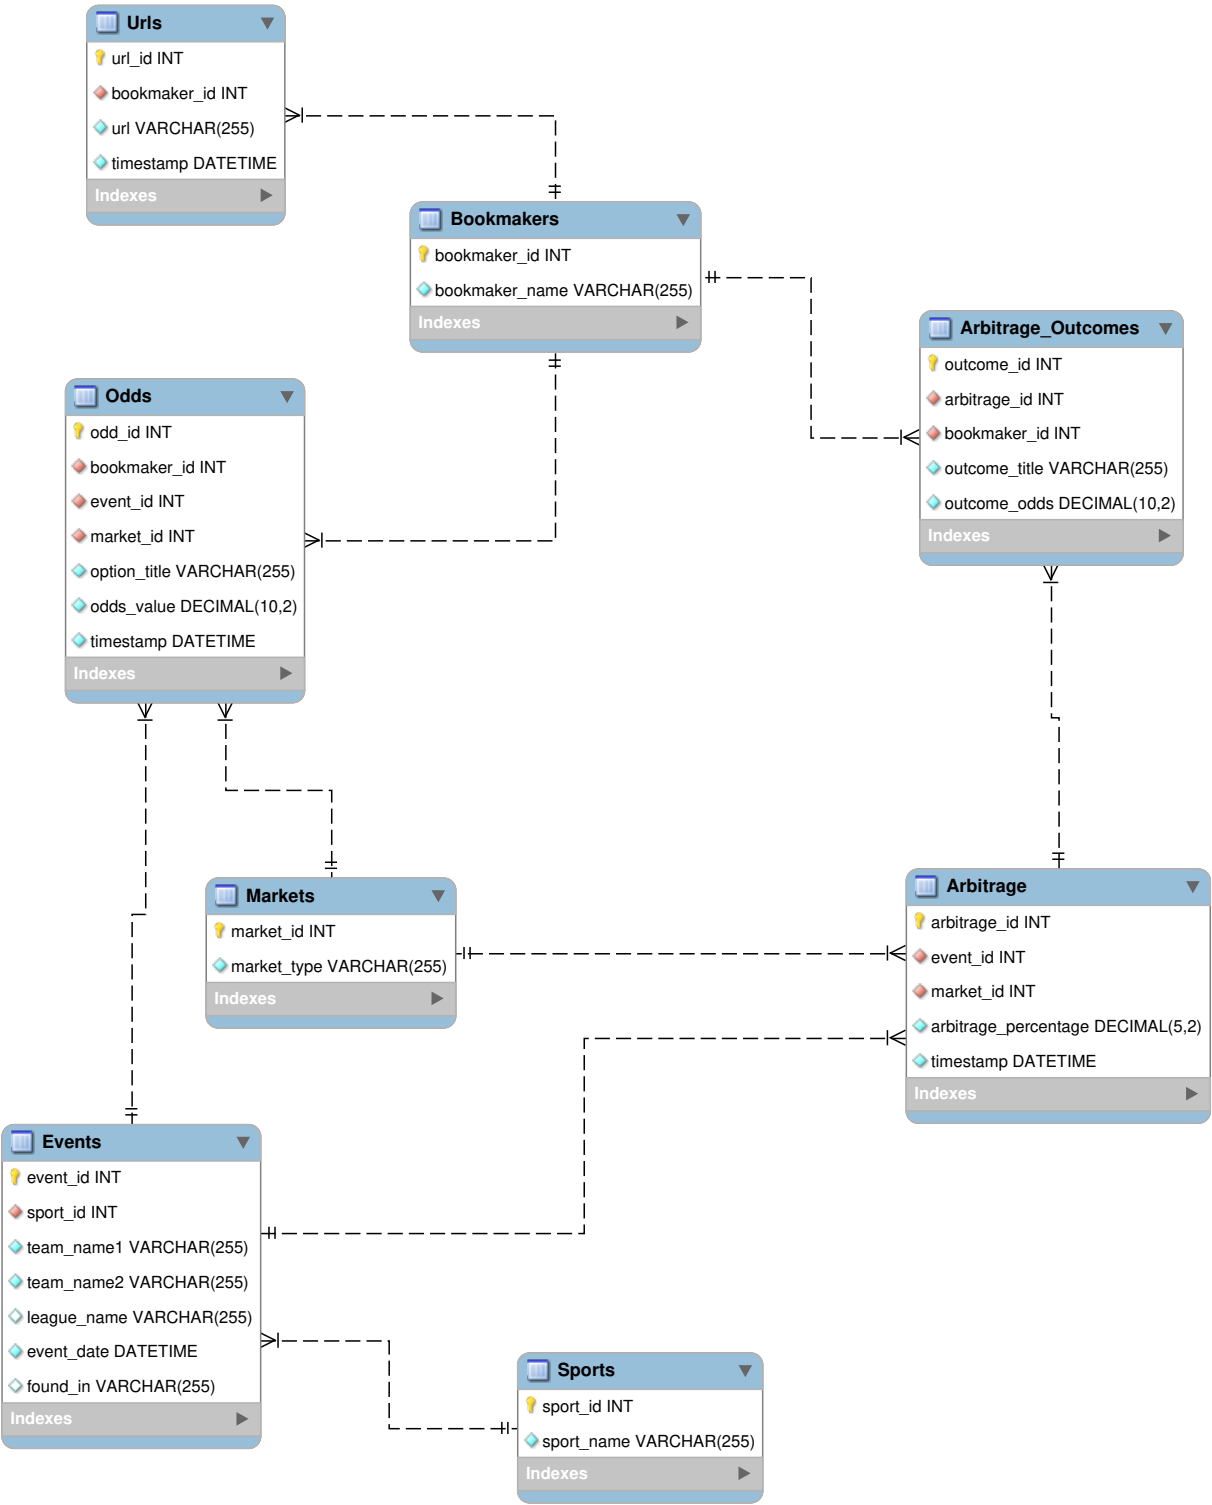 Urls
url_id INT
bookmaker_id INT
url VARCHAR(255)
timestamp DATETIME
Indexes
Bookmakers
bookmaker_id INT
bookmaker_name VARCHAR(255)
Indexes
Arbitrage_Outcomes
outcome_id INT
arbitrage_id INT
bookmaker_id INT
outcome_title VARCHAR(255)
outcome_odds DECIMAL(10,2)
Indexes
Odds
odd_id INT
bookmaker_id INT
event_id INT
market_id INT
option_title VARCHAR(255)
odds_value DECIMAL(10,2)
timestamp DATETIME
Indexes
Markets
market_id INT
market_type VARCHAR(255)
Indexes
Arbitrage
arbitrage_id INT
event_id INT
market_id INT
arbitrage_percentage DECIMAL(5,2)
timestamp DATETIME
Indexes
Events
event_id INT
sport_id INT
team_name1 VARCHAR(255)
team_name2 VARCHAR(255)
league_name VARCHAR(255)
event_date DATETIME
found_in VARCHAR(255)
Indexes
Sports
sport_id INT
sport_name VARCHAR(255)
Indexes